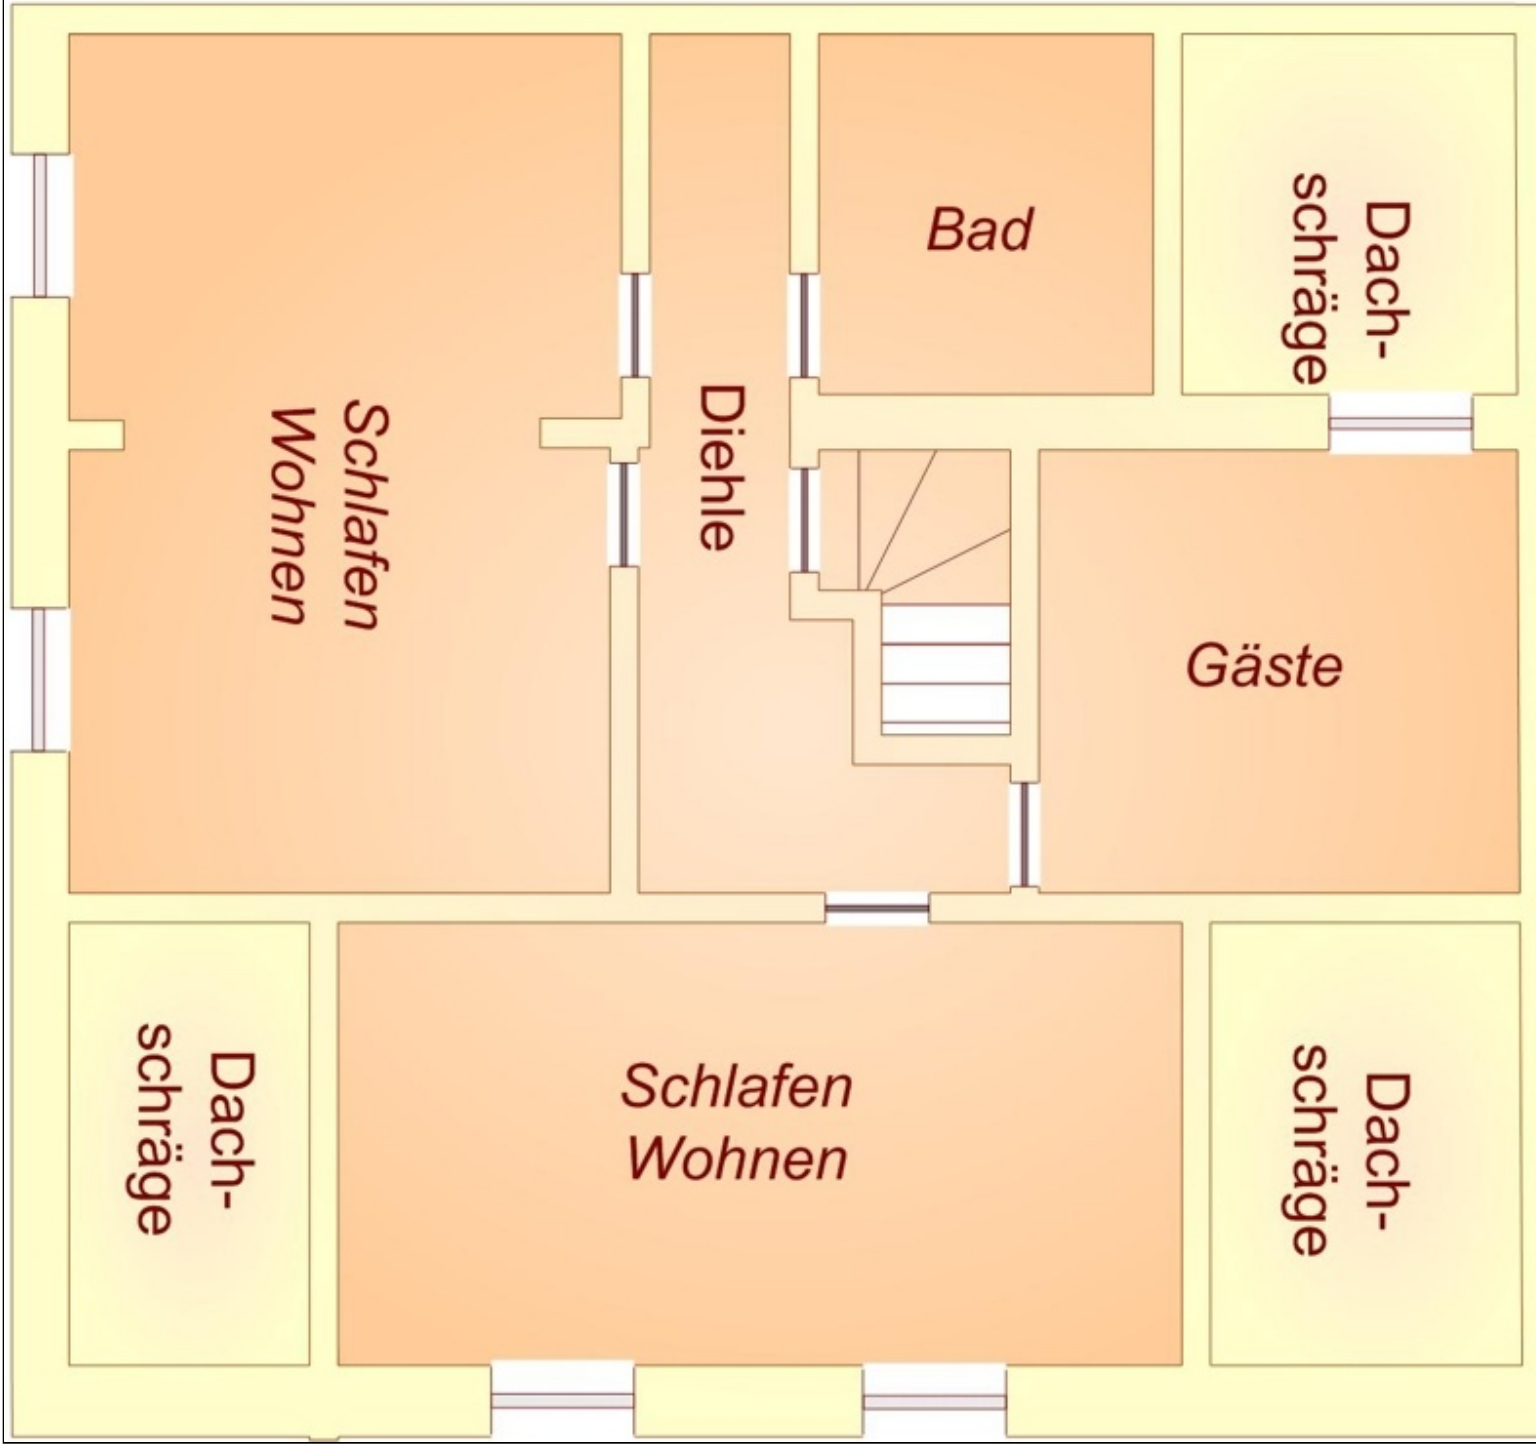 Bad
Dach-
schräge
Schlafen
Wohnen
Diehle
Gäste
Dach-
schräge
Schlafen
Wohnen
Dach-
schräge